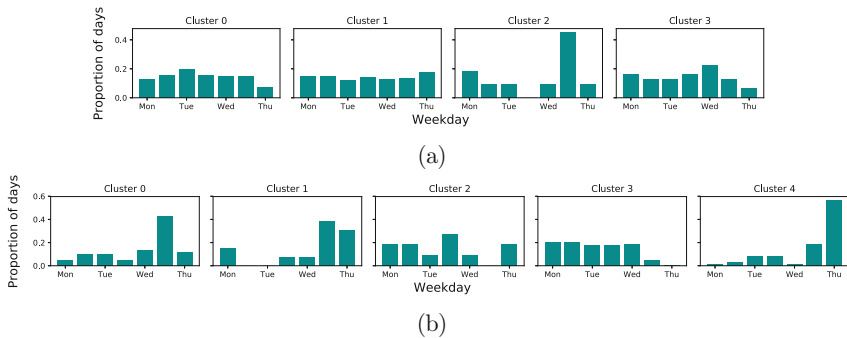 Cluster 0 Cluster 1 Cluster 2 Cluster 3
Proportion of days
0.4
0.2
0.0
Mon Tue Wed Thu Mon Tue Wed Thu Mon Tue Wed Thu Mon Tue Wed Thu
Weekday
(a)
Cluster 0 Cluster 1 Cluster 2 Cluster 3 Cluster 4
Proportion of days
0.6
0.4
0.2
0.0
Mon Tue Wed Thu Mon Tue Wed Thu Mon Tue Wed Thu Mon Tue Wed Thu Mon Tue Wed Thu
Weekday
(b)